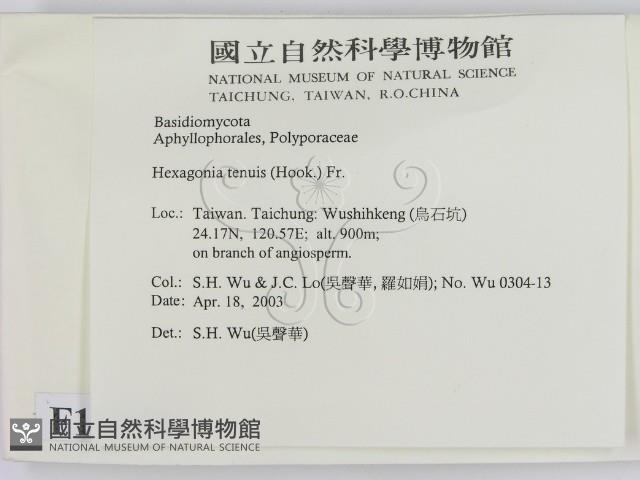 國立自然科學博物館
NATIONAL MUSEUM OF NATURAL SCIENCE
TAICHUNG, TAIWAN, R.O.CHINA
Basidiomycota
Aphyllophorales, Polyporaceae
Hexagonia tenuis (Hook.) Fr.
Loc.: Taiwan. Taichung: Wushihkeng (烏石坑)
24.17N, 120.57E; alt. 900m;
on branch of angiosperm.
Col.: S.H. Wu & J.C. Lo(吳聲華, 羅如娟); No. Wu 0304-13
Date: Apr. 18, 2003
Det.: S.H. Wu(吳聲華)
F1
國立自然科學博物館
NATIONAL MUSEUM OF NATURAL SCIENCE